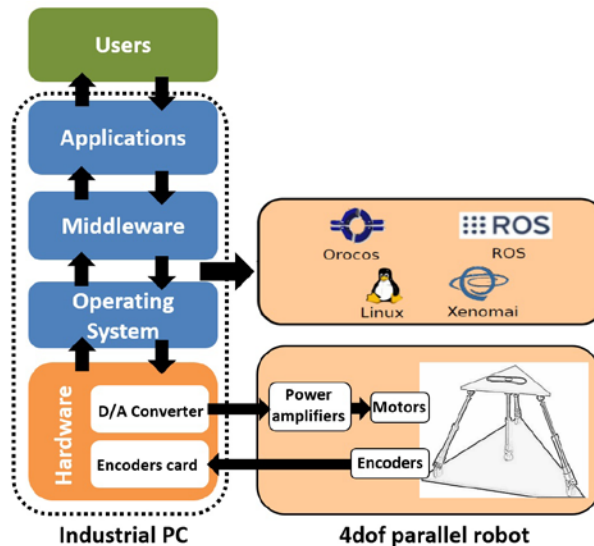 Users
Applications
Middleware
Operating
System
Hardware
D/A Converter
Encoders card
Industrial PC
Orocos
ROS
ROS
Linux
Xenomai
Power
amplifiers
Motors
Encoders
4dof parallel robot